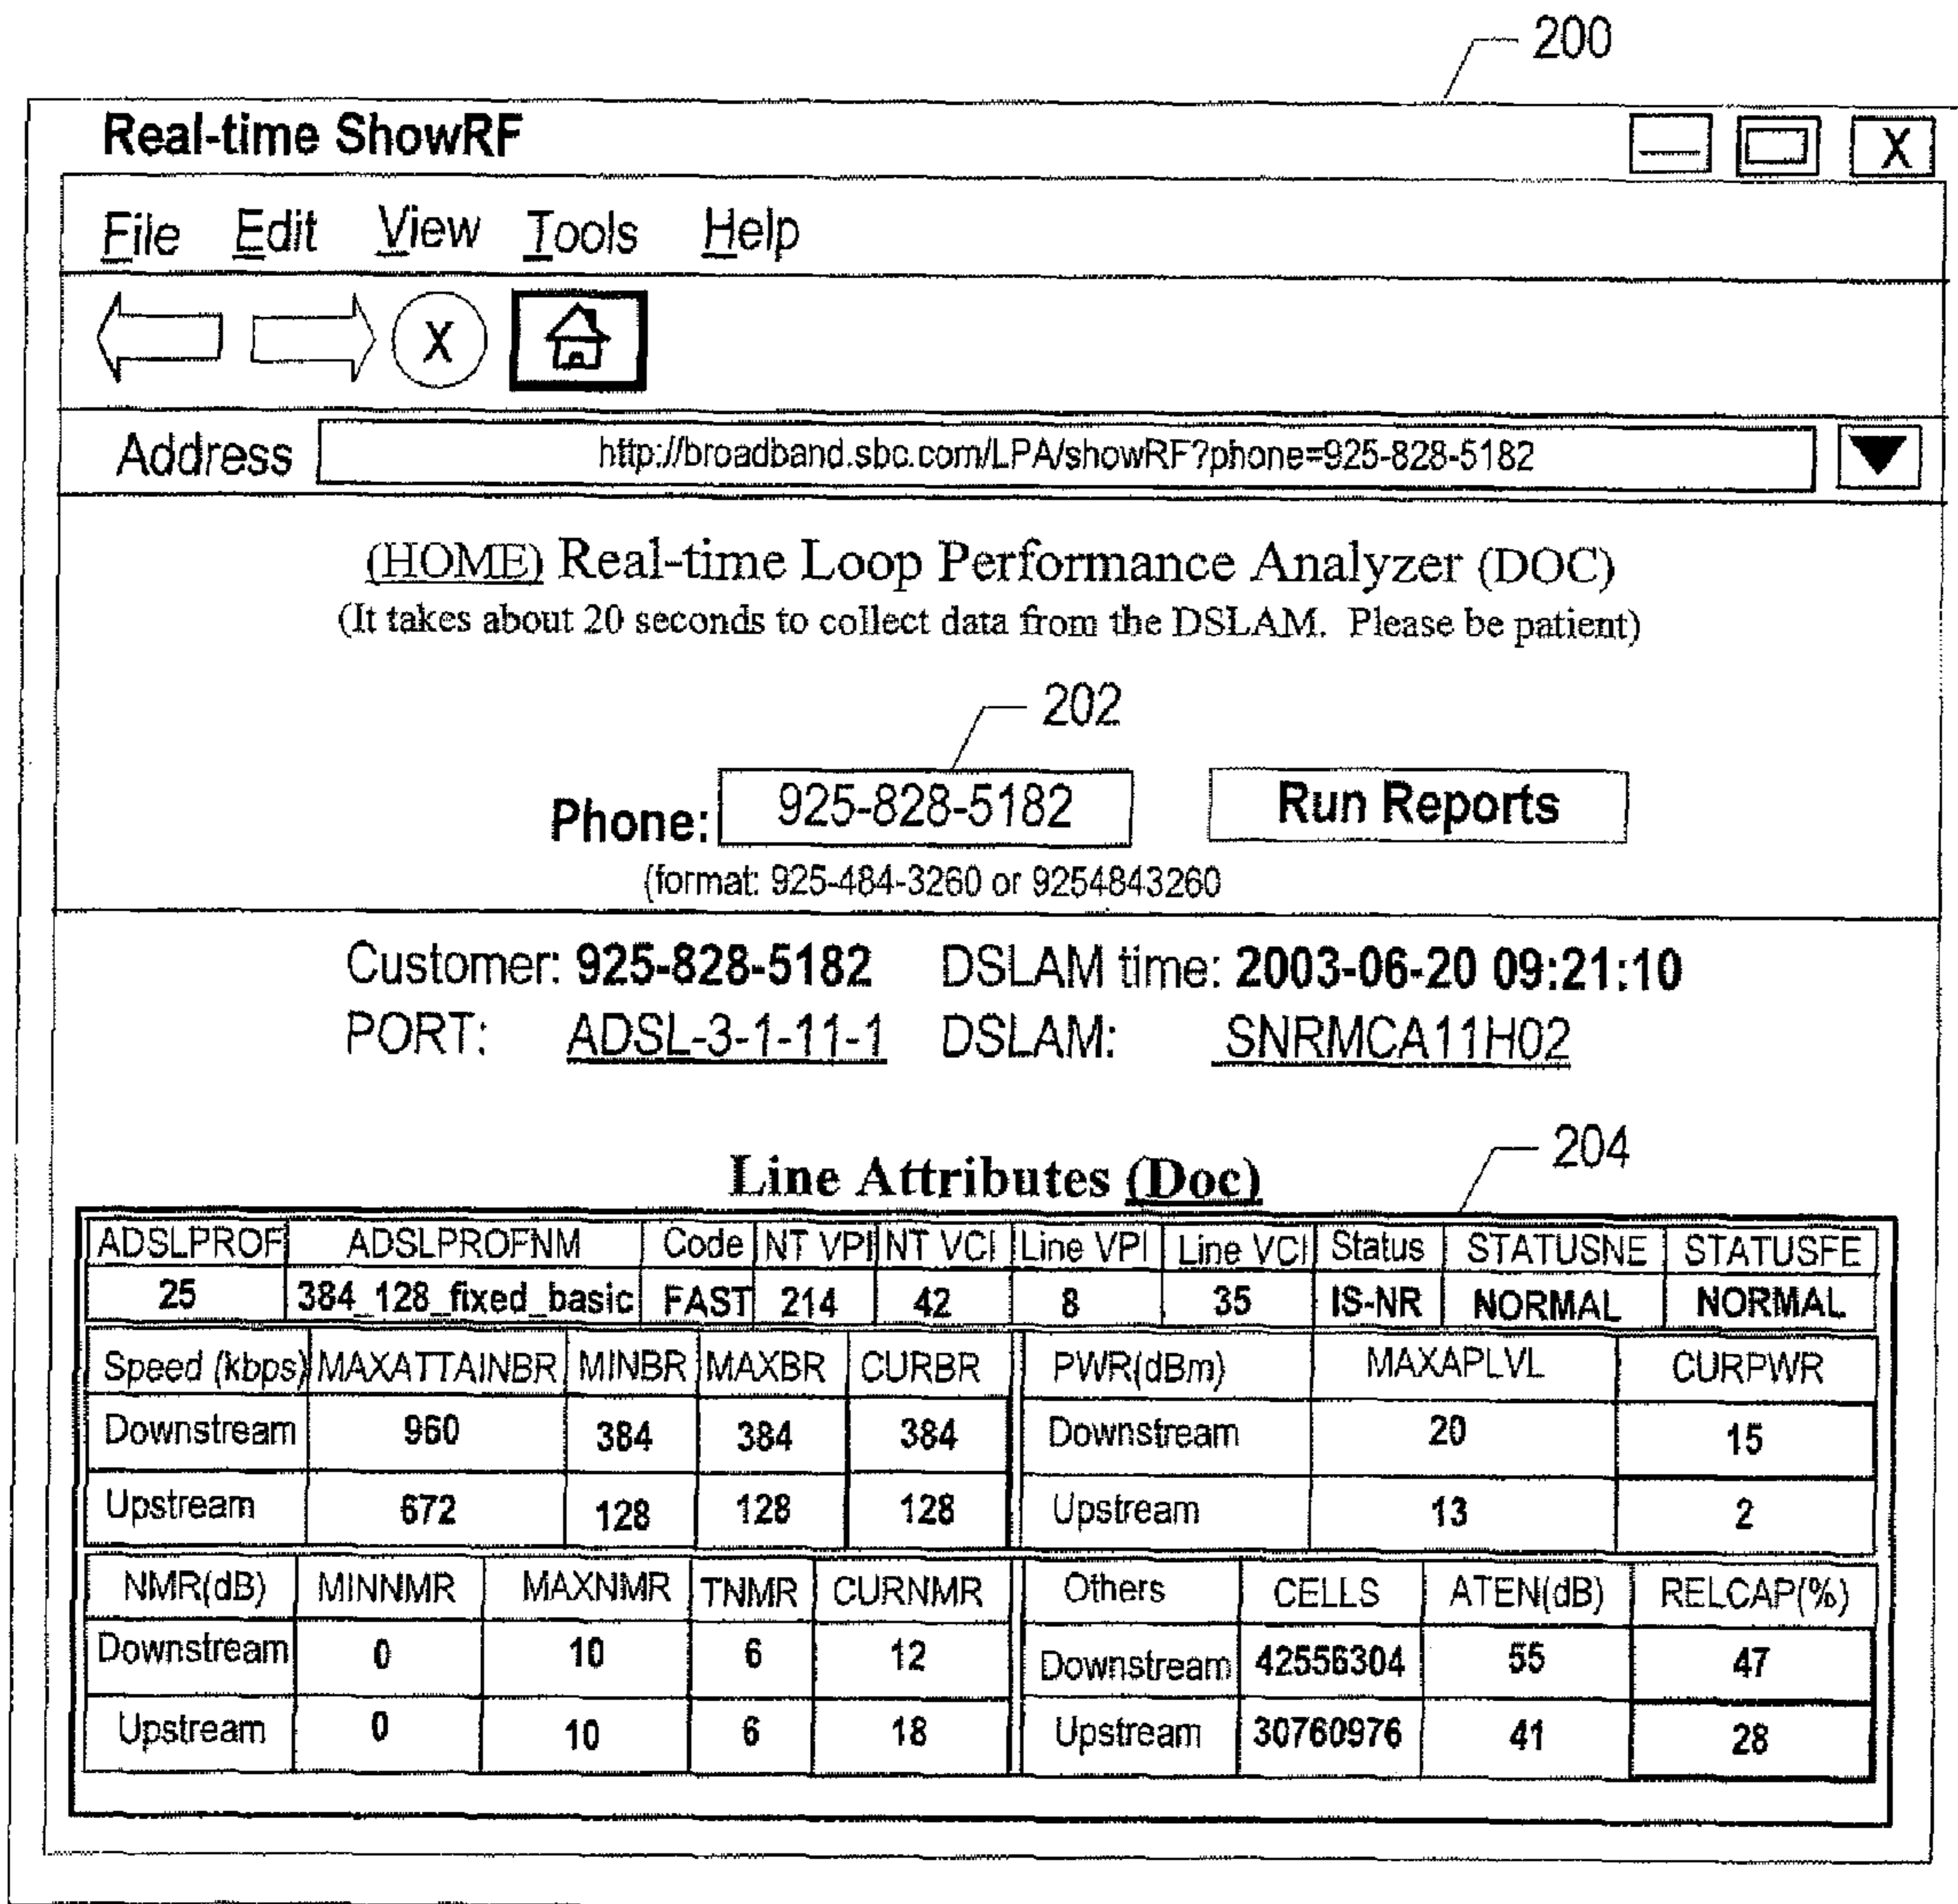 200
Real-time ShowRF
X
File Edit View Tools Help
X
Address http://broadband.sbc.com/LPA/showRF?phone=925-828-5182
(HOME) Real-time Loop Performance Analyzer (DOC)
(It takes about 20 seconds to collect data from the DSLAM. Please be patient)
202
Phone: 925-828-5182 Run Reports
(format: 925-484-3260 or 9254843260
Customer: 925-828-5182 DSLAM time: 2003-06-20 09:21:10
PORT: ADSL-3-1-11-1 DSLAM: SNRMCA11H02
204
Line Attributes (Doc)
ADSLPROF ADSLPROFNM Code NT VPI NT VCI Line VPI Line VCI Status STATUSNE STATUSFE
25 384_128_fixed_basic FAST 214 42 8 35 IS-NR NORMAL NORMAL
Speed (kbps) MAXATTAINBR MINBR MAXBR CURBR PWR(dBm) MAXAPLVL CURPWR
Downstream 960 384 384 384 Downstream 20 15
Upstream 672 128 128 128 Upstream 13 2
NMR(dB) MINNMR MAXNMR TNMR CURNMR Others CELLS ATEN(dB) RELCAP(%)
Downstream 0 10 6 12 Downstream 42556304 55 47
Upstream 0 10 6 18 Upstream 30760976 41 28